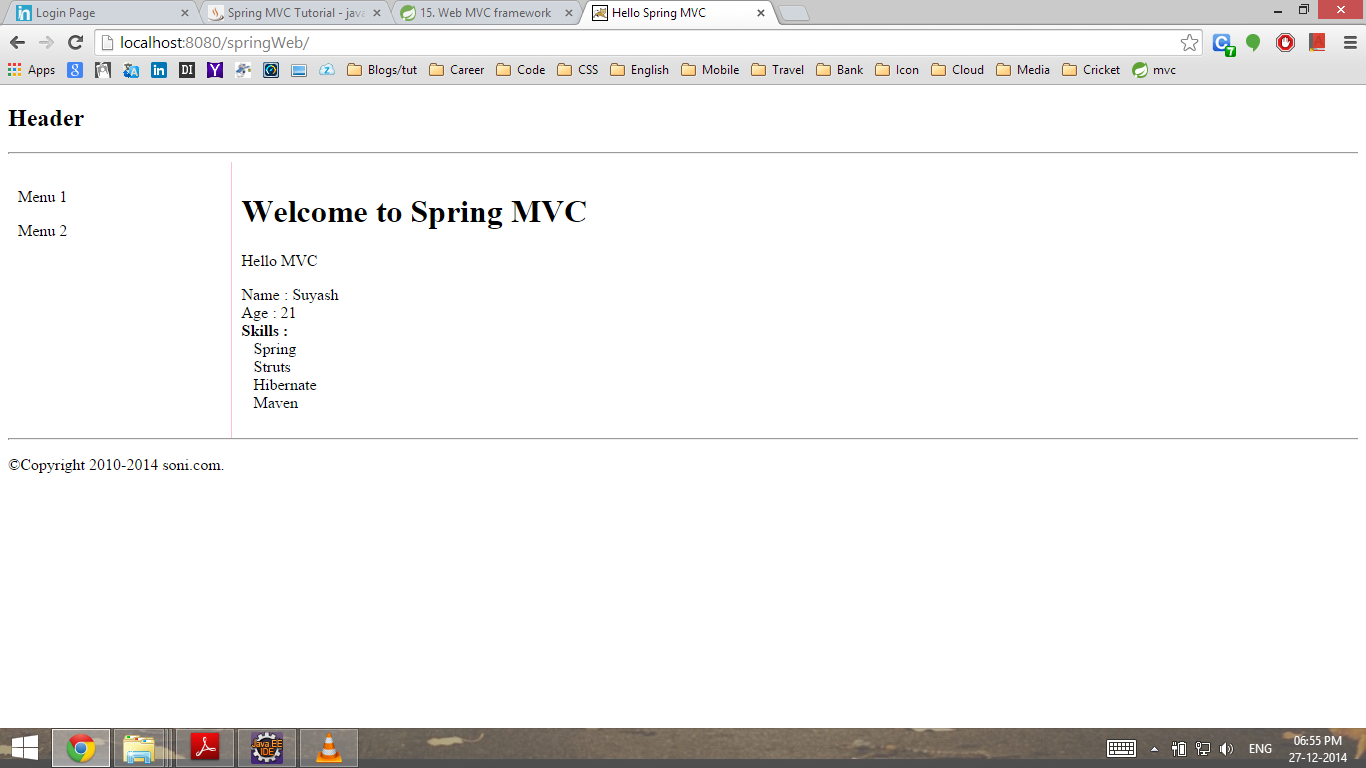 Login Page
Spring MVC Tutorial - java
15. Web MVC framework
Hello Spring MVC
localhost:8080/springWeb/
7
Apps
8
in
DI
Y
Z
Blogs/tut
Career
Code
CSS
English
Mobile
Travel
Bank
Icon
Cloud
Media
Cricket
mvc
Header
Menu 1
Menu 2
Welcome to Spring MVC
Hello MVC
Name : Suyash
Age : 21
Skills :
Spring
Struts
Hibernate
Maven
©Copyright 2010-2014 soni.com.
Java EE
IDE
ENG
06:55 PM
27-12-2014